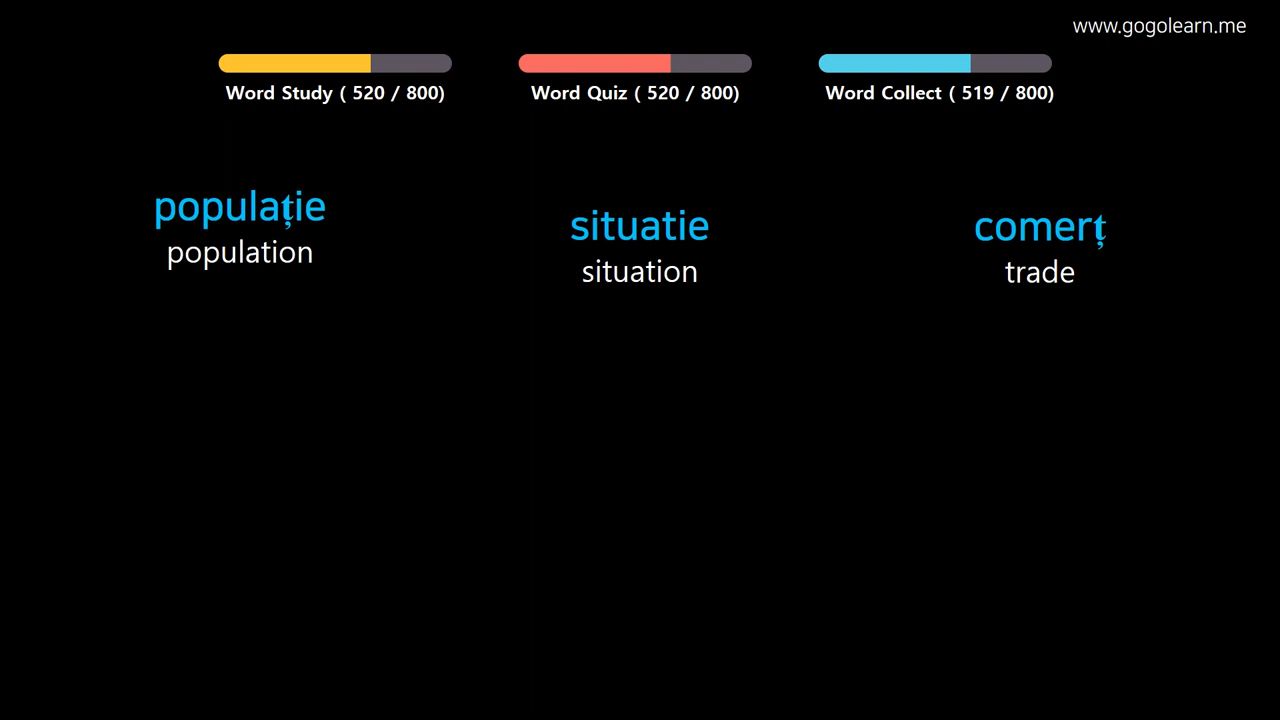 www.gogolearn.me
Word Study ( 520 / 800)
Word Quiz ( 520 / 800)
Word Collect ( 519 / 800)
populație
population
situatie
situation
comerț
trade